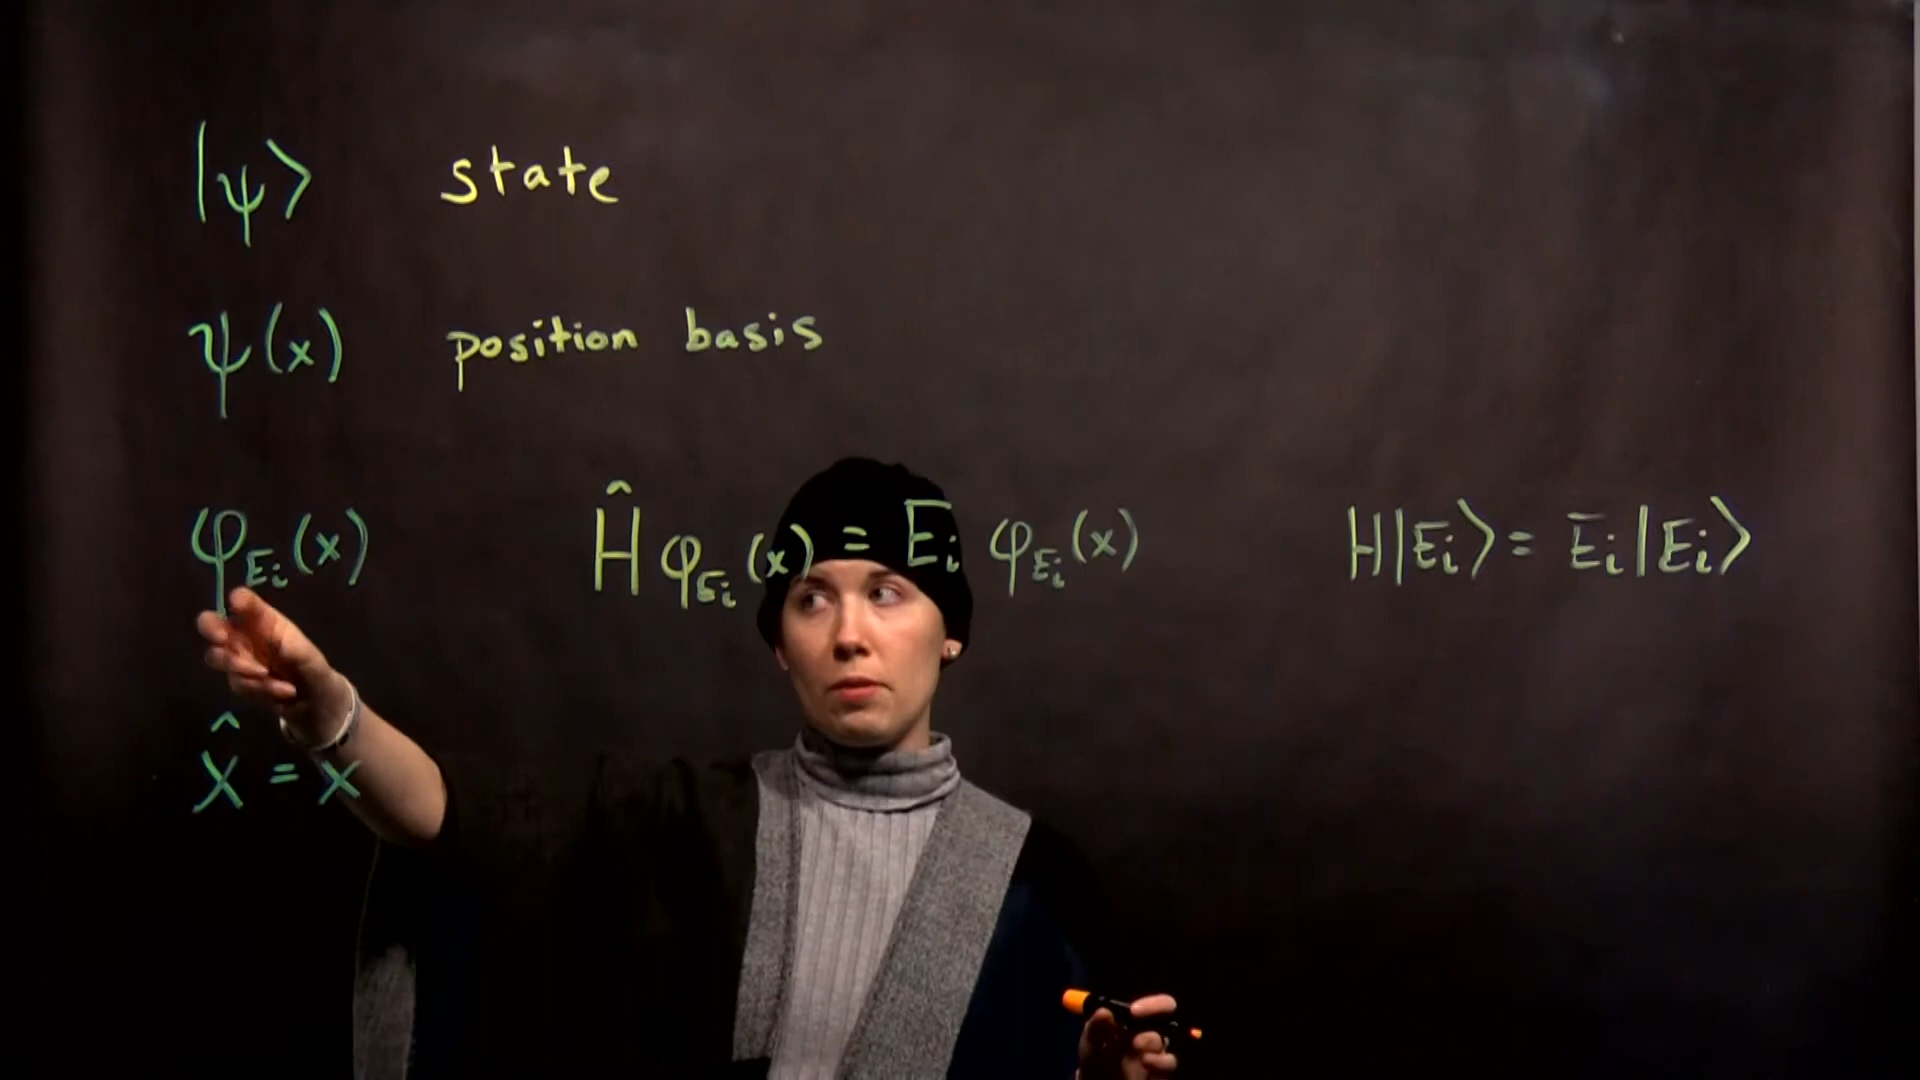 |ψ⟩ state
ψ(x) position basis
φ_{E_i}(x) Ĥ φ_{E_i}(x) = E_i φ_{E_i}(x) H|E_i⟩ = E_i|E_i⟩
x̂ = x